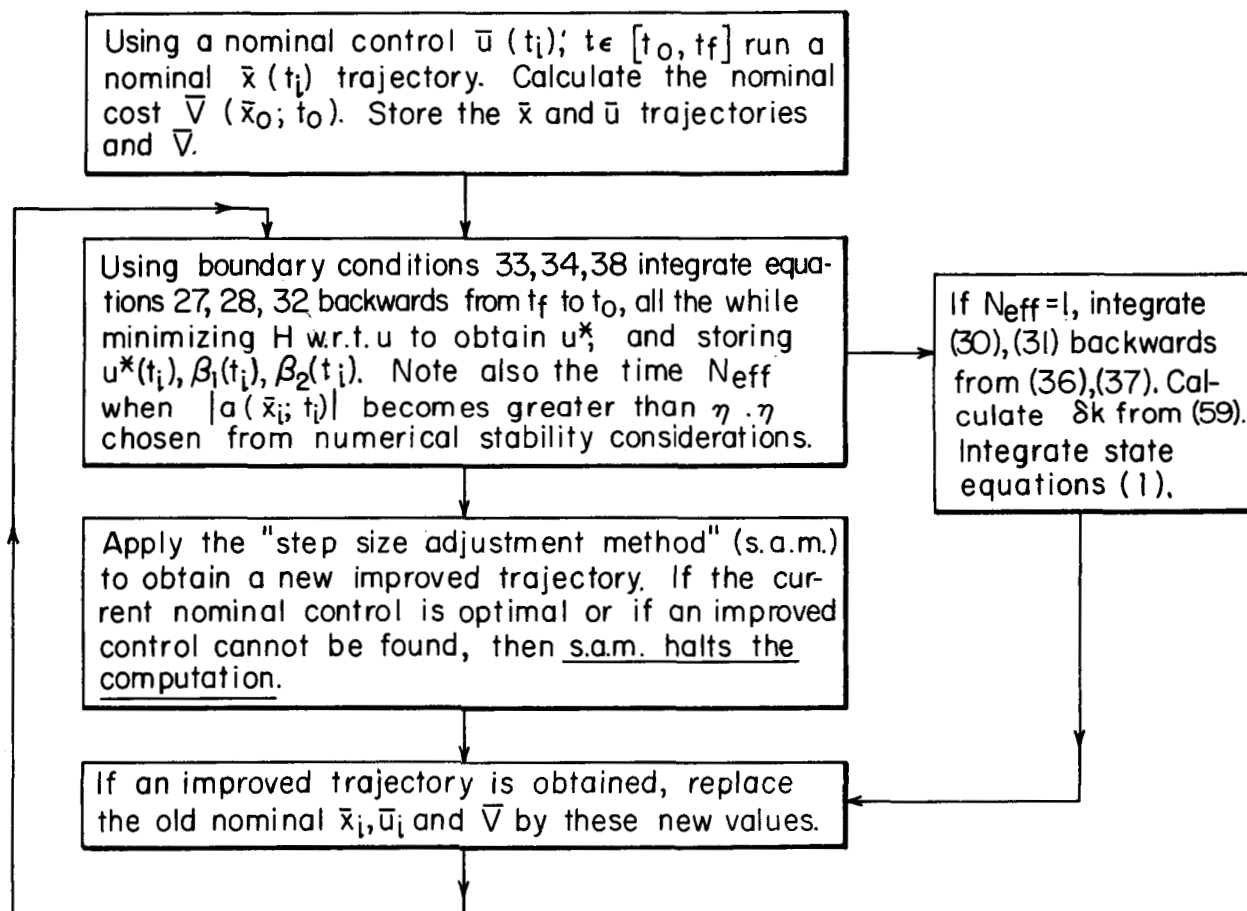 Using a nominal control ū (tᵢ); t ϵ [t₀, t_f] run a
nominal x̄ (tᵢ) trajectory. Calculate the nominal
cost V̄ (x̄₀; t₀). Store the x̄ and ū trajectories
and V̄.
Using boundary conditions 33,34,38 integrate equa-
tions 27, 28, 32 backwards from t_f to t₀, all the while
minimizing H w.r.t. u to obtain u*, and storing
u*(tᵢ), β₁(tᵢ), β₂(tᵢ). Note also the time N_eff
when |a(x̄ᵢ; tᵢ)| becomes greater than η . η
chosen from numerical stability considerations.
If N_eff = 1, integrate
(30), (31) backwards
from (36),(37). Cal-
culate δk from (59).
Integrate state
equations (1).
Apply the "step size adjustment method" (s.a.m.)
to obtain a new improved trajectory. If the cur-
rent nominal control is optimal or if an improved
control cannot be found, then s.a.m. halts the
computation.
If an improved trajectory is obtained, replace
the old nominal x̄ᵢ, ūᵢ and V̄ by these new values.